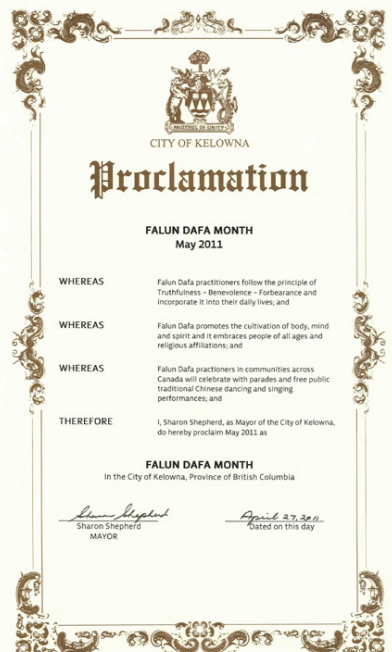 FRUITFUL IN UNITY
CITY OF KELOWNA
Proclamation
FALUN DAFA MONTH
May 2011
WHEREAS Falun Dafa practitioners follow the principle of
Truthfulness – Benevolence – Forbearance and
incorporate it into their daily lives; and
WHEREAS Falun Dafa promotes the cultivation of body, mind
and spirit and it embraces people of all ages and
religious affiliations; and
WHEREAS Falun Dafa practioners in communities across
Canada will celebrate with parades and free public
traditional Chinese dancing and singing
performances; and
THEREFORE I, Sharon Shepherd, as Mayor of the City of Kelowna,
do hereby proclaim May 2011 as
FALUN DAFA MONTH
In the City of Kelowna, Province of British Columbia
Sharon Shepherd April 27, 2011
Sharon Shepherd Dated on this day
MAYOR